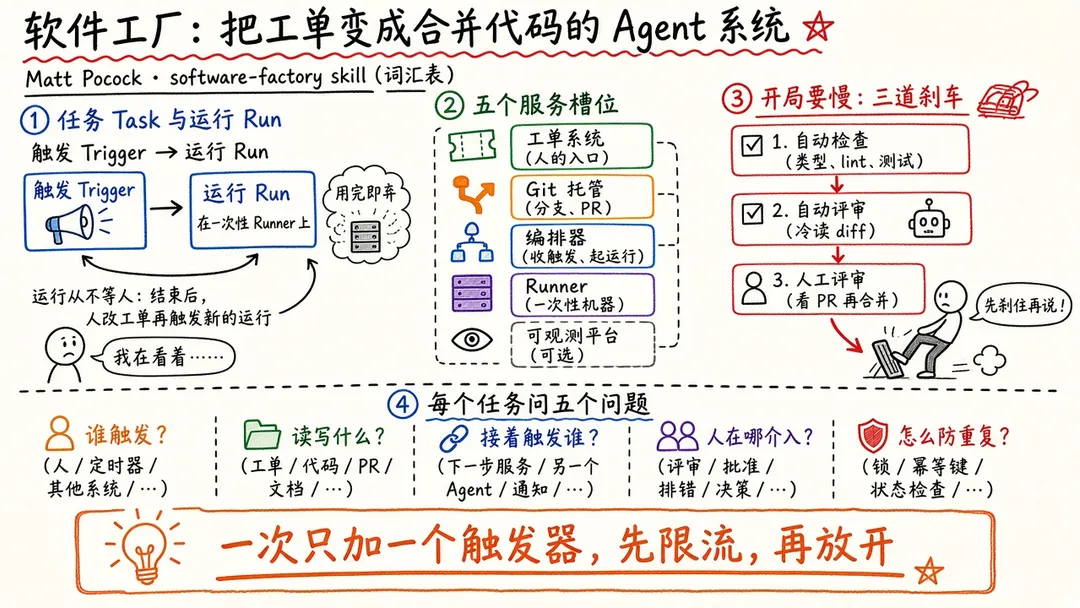 软件工厂：把工单变成合并代码的 Agent 系统
Matt Pocock · software-factory skill (词汇表)
① 任务 Task 与运行 Run
触发 Trigger → 运行 Run
触发 Trigger
运行 Run
在一次性 Runner 上
用完即弃
运行从不等人：结束后，
人改工单再触发新的运行
我在看着……
② 五个服务槽位
工单系统
(人的入口)
Git 托管
(分支、PR)
编排器
(收触发、起运行)
Runner
(一次性机器)
可观测平台
(可选)
③ 开局要慢：三道刹车
1. 自动检查
(类型、lint、测试)
2. 自动评审
(冷读 diff)
3. 人工评审
(看 PR 再合并)
先刹住再说！
④ 每个任务问五个问题
谁触发？
(人 / 定时器 /
其他系统 / …)
读写什么？
(工单 / 代码 / PR /
文档 / …)
接着触发谁？
(下一步服务 / 另一个
Agent / 通知 / …)
人在哪介入？
(评审 / 批准 /
排错 / 决策 / …)
怎么防重复？
(锁 / 幂等键 /
状态检查 / …)
一次只加一个触发器，先限流，再放开